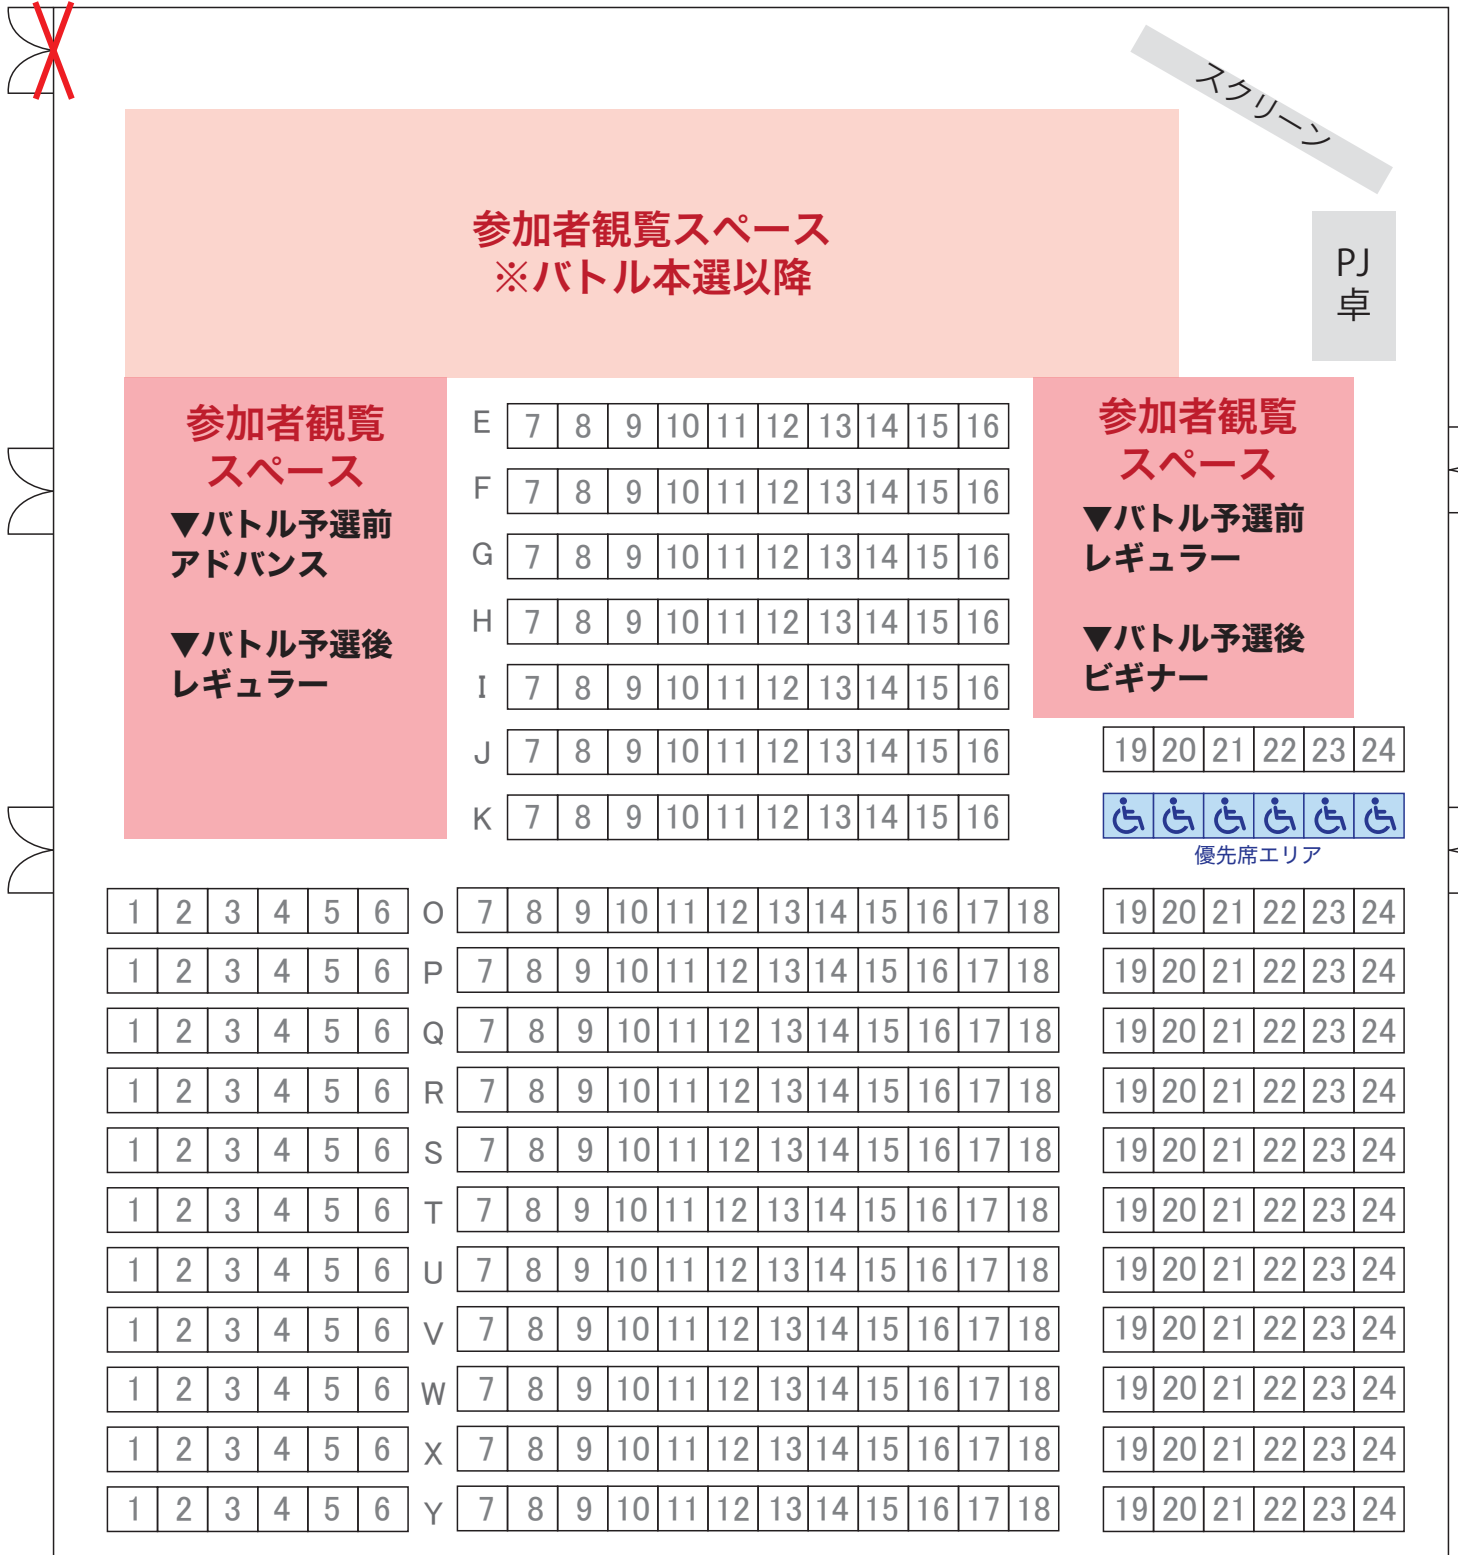 スクリーン
参加者観覧スペース
※バトル本選以降
PJ
卓
参加者観覧
スペース
▼バトル予選前
アドバンス
▼バトル予選後
レギュラー
参加者観覧
スペース
▼バトル予選前
レギュラー
▼バトル予選後
ビギナー
E 7 8 9 10 11 12 13 14 15 16
F 7 8 9 10 11 12 13 14 15 16
G 7 8 9 10 11 12 13 14 15 16
H 7 8 9 10 11 12 13 14 15 16
I 7 8 9 10 11 12 13 14 15 16
J 7 8 9 10 11 12 13 14 15 16 19 20 21 22 23 24
K 7 8 9 10 11 12 13 14 15 16
優先席エリア
1 2 3 4 5 6 O 7 8 9 10 11 12 13 14 15 16 17 18 19 20 21 22 23 24
1 2 3 4 5 6 P 7 8 9 10 11 12 13 14 15 16 17 18 19 20 21 22 23 24
1 2 3 4 5 6 Q 7 8 9 10 11 12 13 14 15 16 17 18 19 20 21 22 23 24
1 2 3 4 5 6 R 7 8 9 10 11 12 13 14 15 16 17 18 19 20 21 22 23 24
1 2 3 4 5 6 S 7 8 9 10 11 12 13 14 15 16 17 18 19 20 21 22 23 24
1 2 3 4 5 6 T 7 8 9 10 11 12 13 14 15 16 17 18 19 20 21 22 23 24
1 2 3 4 5 6 U 7 8 9 10 11 12 13 14 15 16 17 18 19 20 21 22 23 24
1 2 3 4 5 6 V 7 8 9 10 11 12 13 14 15 16 17 18 19 20 21 22 23 24
1 2 3 4 5 6 W 7 8 9 10 11 12 13 14 15 16 17 18 19 20 21 22 23 24
1 2 3 4 5 6 X 7 8 9 10 11 12 13 14 15 16 17 18 19 20 21 22 23 24
1 2 3 4 5 6 Y 7 8 9 10 11 12 13 14 15 16 17 18 19 20 21 22 23 24